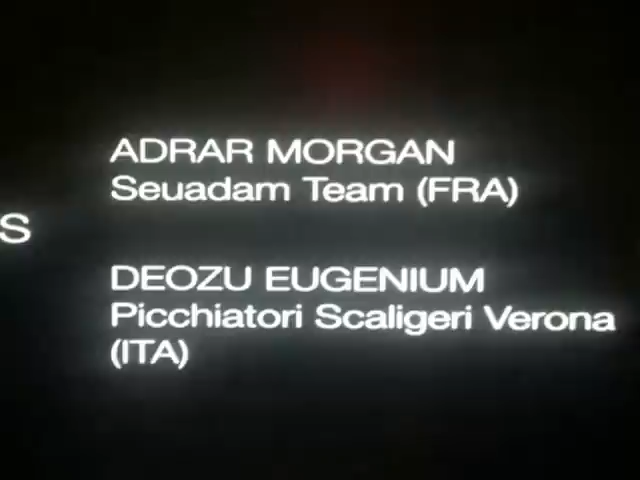 ADRAR MORGAN
Seuadam Team (FRA)
S
DEOZU EUGENIUM
Picchiatori Scaligeri Verona
(ITA)